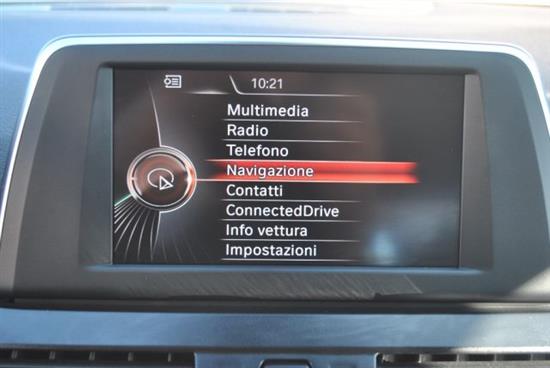 10:21
Multimedia
Radio
Telefono
Navigazione
Contatti
ConnectedDrive
Info vettura
Impostazioni